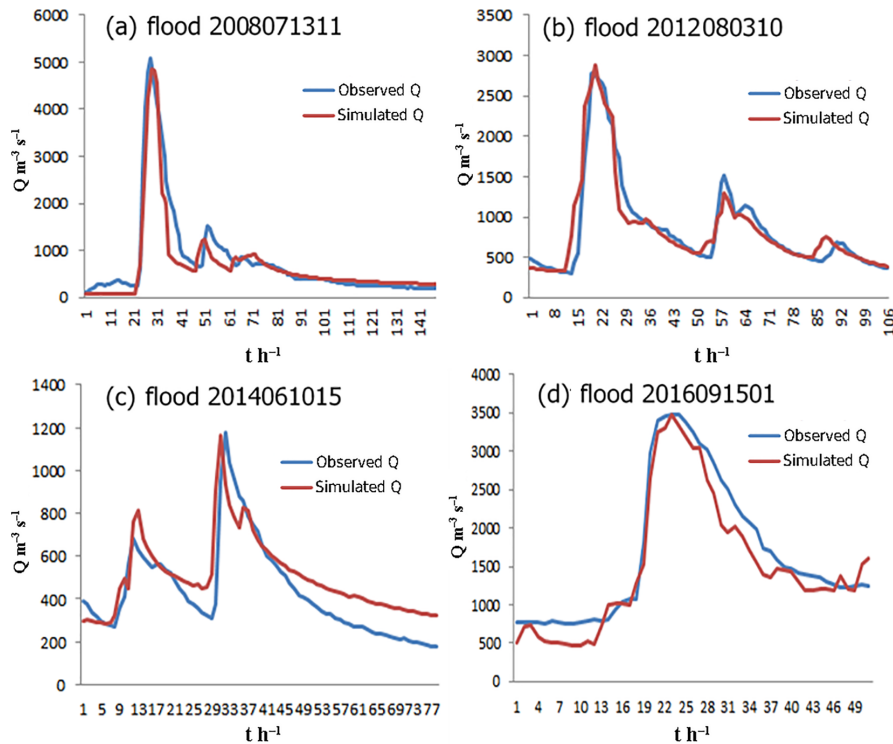 (a) flood 2008071311
6000
5000
4000
3000
2000
1000
0
Q m⁻³ s⁻¹
Observed Q
Simulated Q
1 11 21 31 41 51 61 71 81 91 101 111 121 131 141
t h⁻¹
(b) flood 2012080310
3500
3000
2500
2000
1500
1000
500
0
Q m⁻³ s⁻¹
Observed Q
Simulated Q
1 8 15 22 29 36 43 50 57 64 71 78 85 92 99 106
t h⁻¹
(c) flood 2014061015
1400
1200
1000
800
600
400
200
0
Q m⁻³ s⁻¹
Observed Q
Simulated Q
1 5 9 13 17 21 25 29 33 37 41 45 49 53 57 61 65 69 73 77
t h⁻¹
(d) flood 2016091501
4000
3500
3000
2500
2000
1500
1000
500
0
Q m⁻³ s⁻¹
Observed Q
Simulated Q
1 4 7 10 13 16 19 22 25 28 31 34 37 40 43 46 49
t h⁻¹